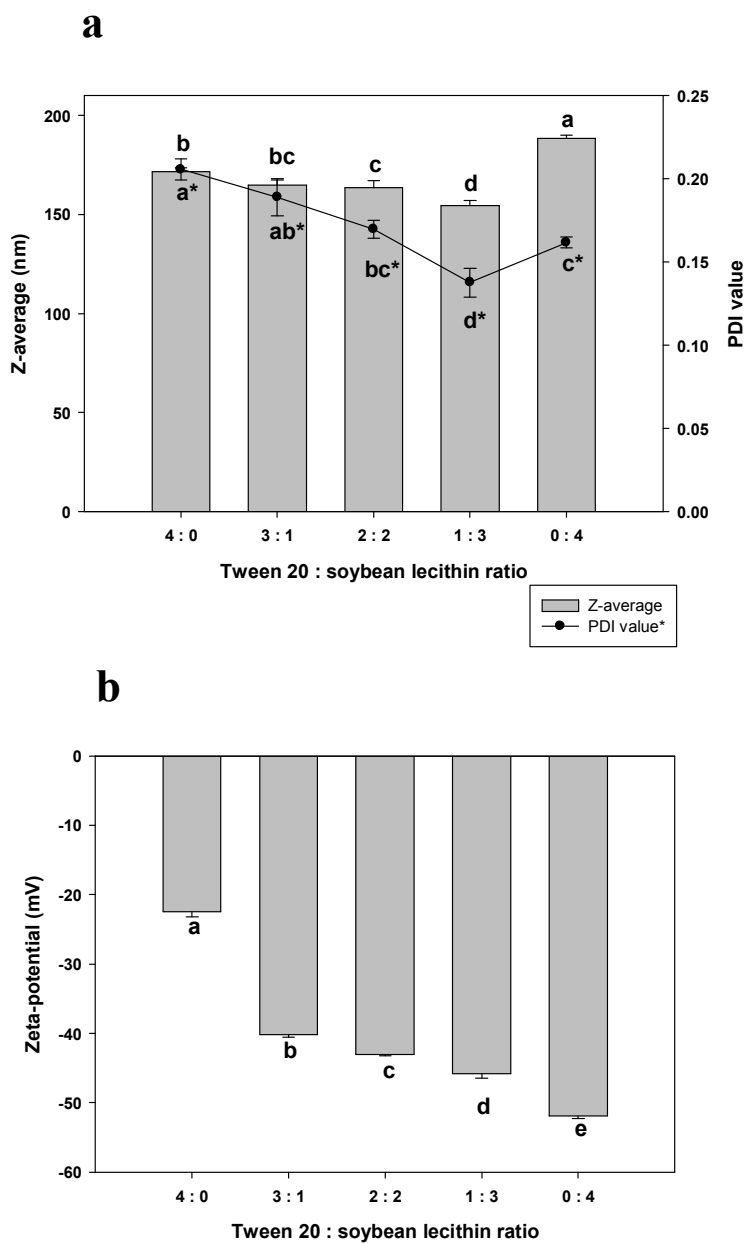 a
Z-average (nm)
200
150
100
50
0
b
bc
c
d
a
a*
ab*
bc*
d*
c*
0.25
0.20
0.15
0.10
0.05
0.00
PDI value
4 : 0
3 : 1
2 : 2
1 : 3
0 : 4
Tween 20 : soybean lecithin ratio
Z-average
PDI value*
b
Zeta-potential (mV)
0
-10
-20
-30
-40
-50
-60
a
b
c
d
e
4 : 0
3 : 1
2 : 2
1 : 3
0 : 4
Tween 20 : soybean lecithin ratio